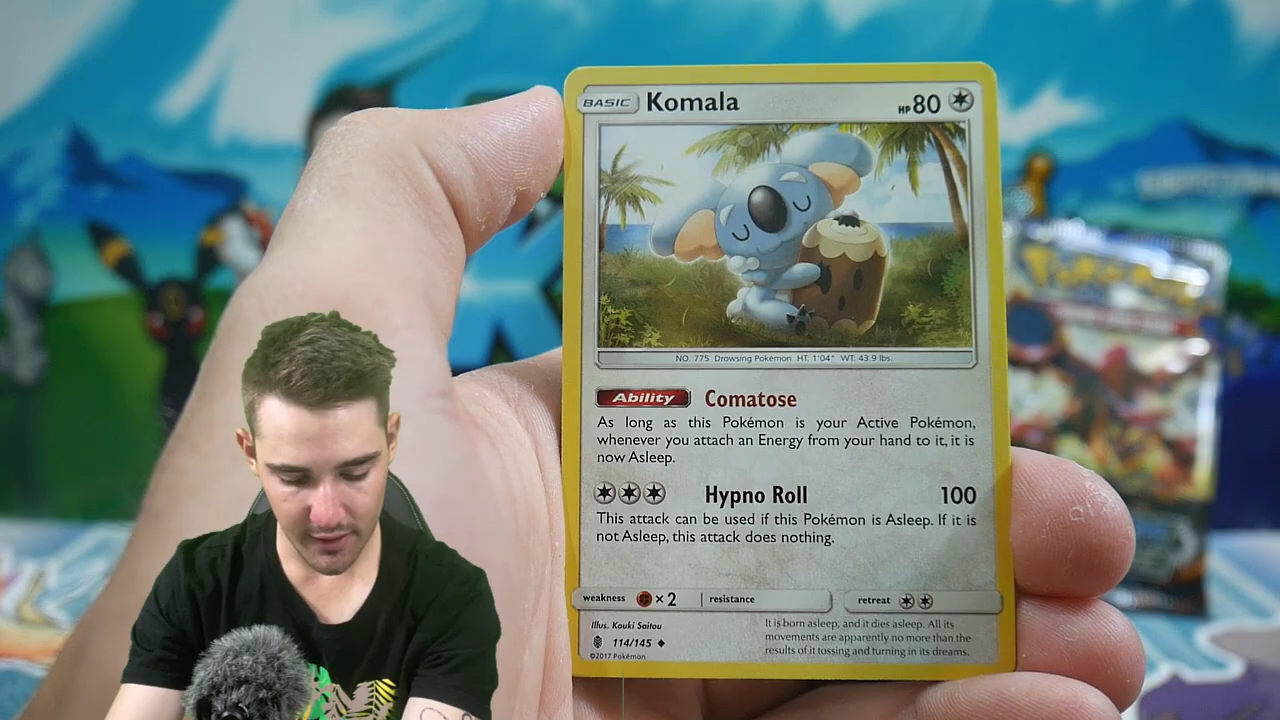 BASIC Komala HP 80
NO. 775 Drowsing Pokémon HT: 1'04" WT: 43.9 lbs.
Ability Comatose
As long as this Pokémon is your Active Pokémon,
whenever you attach an Energy from your hand to it, it is
now Asleep.
Hypno Roll 100
This attack can be used if this Pokémon is Asleep. If it is
not Asleep, this attack does nothing.
weakness ×2 resistance retreat
Illus. Kouki Saitou
114/145
©2017 Pokémon
It is born asleep, and it dies asleep. All its
movements are apparently no more than the
results of it tossing and turning in its dreams.
Pokémon